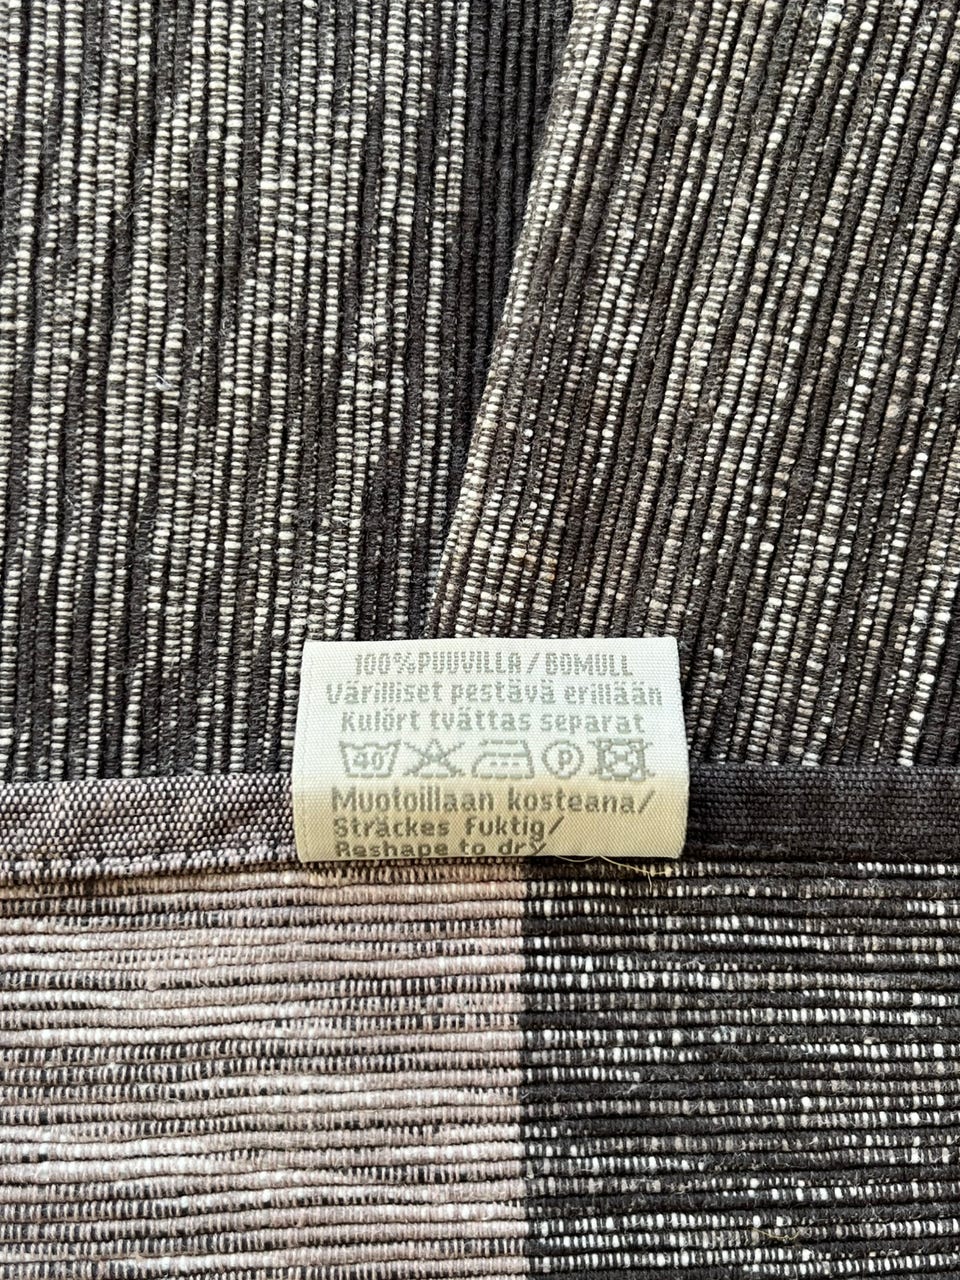 100%PUUVILLA/BOMULL
Värilliset pestävä erillään
Kulört tvättas separat
40 P
Muotoillaan kosteana/
Sträckes fuktig/
Reshape to dry